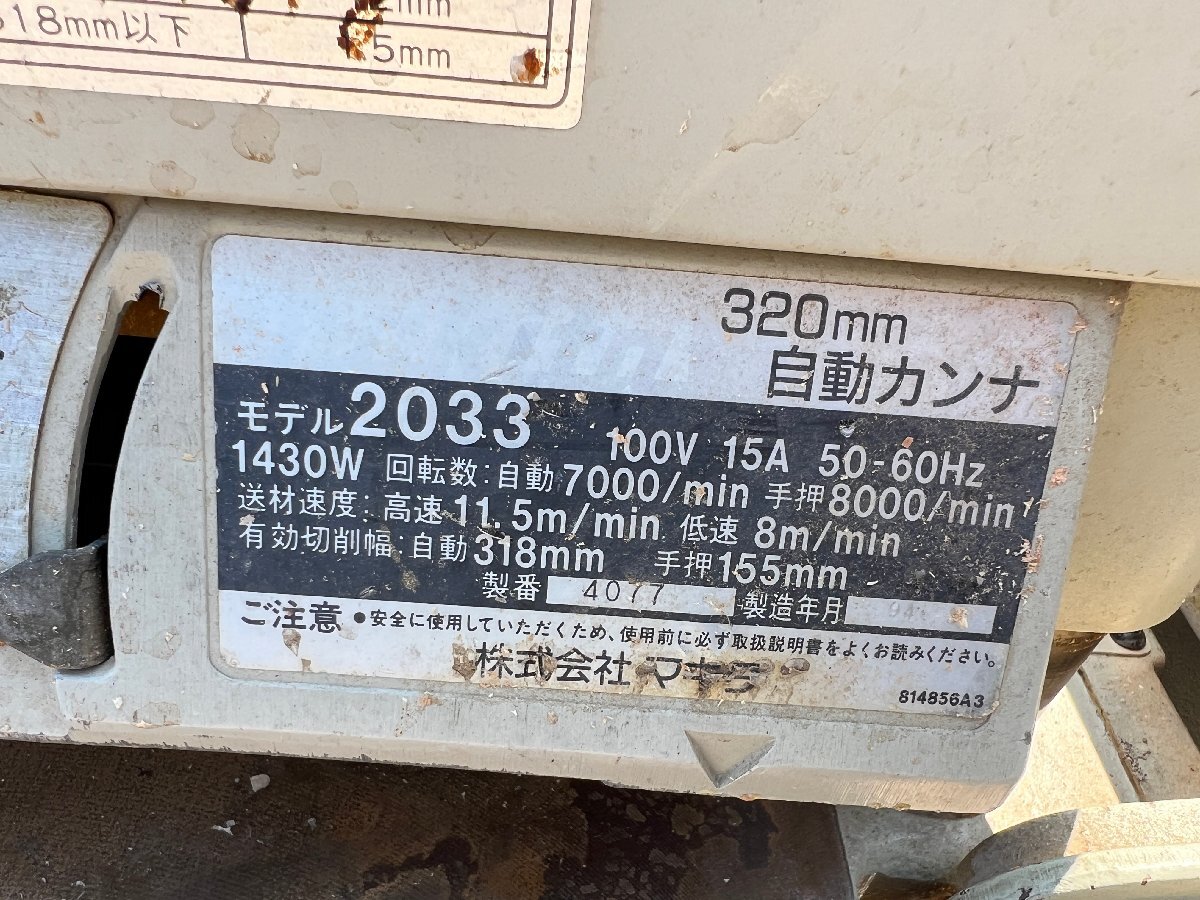 318mm以下
2mm
5mm
320mm
自動カンナ
モデル2033 100V 15A 50-60Hz
1430W 回転数:自動7000/min 手押8000/min
送材速度:高速11.5m/min 低速8m/min
有効切削幅:自動318mm 手押155mm
製番 4077 製造年月
ご注意 ●安全に使用していただくため、使用前に必ず取扱説明書をよくお読みください。
株式会社 マキタ
814856A3